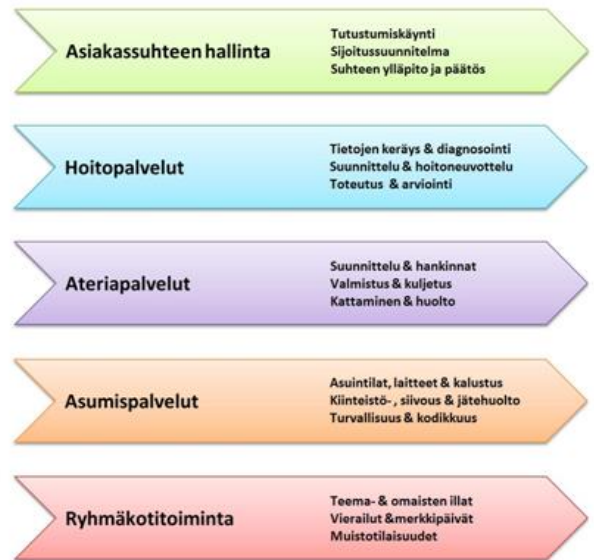 Asiakassuhteen hallinta
Tutustumiskäynti
Sijoitussuunnitelma
Suhteen ylläpito ja päätös
Hoitopalvelut
Tietojen keräys & diagnosointi
Suunnittelu & hoitoneuvottelu
Toteutus & arviointi
Ateriapalvelut
Suunnittelu & hankinnat
Valmistus & kuljetus
Kattaminen & huolto
Asumispalvelut
Asuintilat, laitteet & kalustus
Kiinteistö- , siivous & jätehuolto
Turvallisuus & kodikkuus
Ryhmäkotitoiminta
Teema- & omaisten illat
Vierailut &merkkipäivät
Muistotilaisuudet